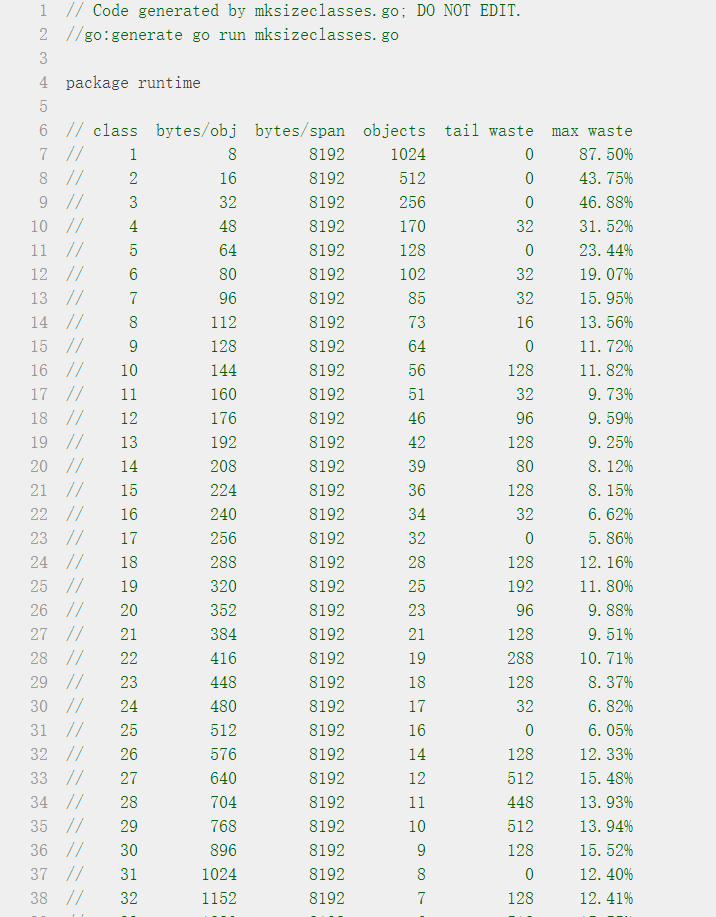 1 // Code generated by mksizeclasses.go; DO NOT EDIT.
2 //go:generate go run mksizeclasses.go
3
4 package runtime
5
6 // class bytes/obj bytes/span objects tail waste max waste
7 // 1 8 8192 1024 0 87.50%
8 // 2 16 8192 512 0 43.75%
9 // 3 32 8192 256 0 46.88%
10 // 4 48 8192 170 32 31.52%
11 // 5 64 8192 128 0 23.44%
12 // 6 80 8192 102 32 19.07%
13 // 7 96 8192 85 32 15.95%
14 // 8 112 8192 73 16 13.56%
15 // 9 128 8192 64 0 11.72%
16 // 10 144 8192 56 128 11.82%
17 // 11 160 8192 51 32 9.73%
18 // 12 176 8192 46 96 9.59%
19 // 13 192 8192 42 128 9.25%
20 // 14 208 8192 39 80 8.12%
21 // 15 224 8192 36 128 8.15%
22 // 16 240 8192 34 32 6.62%
23 // 17 256 8192 32 0 5.86%
24 // 18 288 8192 28 128 12.16%
25 // 19 320 8192 25 192 11.80%
26 // 20 352 8192 23 96 9.88%
27 // 21 384 8192 21 128 9.51%
28 // 22 416 8192 19 288 10.71%
29 // 23 448 8192 18 128 8.37%
30 // 24 480 8192 17 32 6.82%
31 // 25 512 8192 16 0 6.05%
32 // 26 576 8192 14 128 12.33%
33 // 27 640 8192 12 512 15.48%
34 // 28 704 8192 11 448 13.93%
35 // 29 768 8192 10 512 13.94%
36 // 30 896 8192 9 128 15.52%
37 // 31 1024 8192 8 0 12.40%
38 // 32 1152 8192 7 128 12.41%